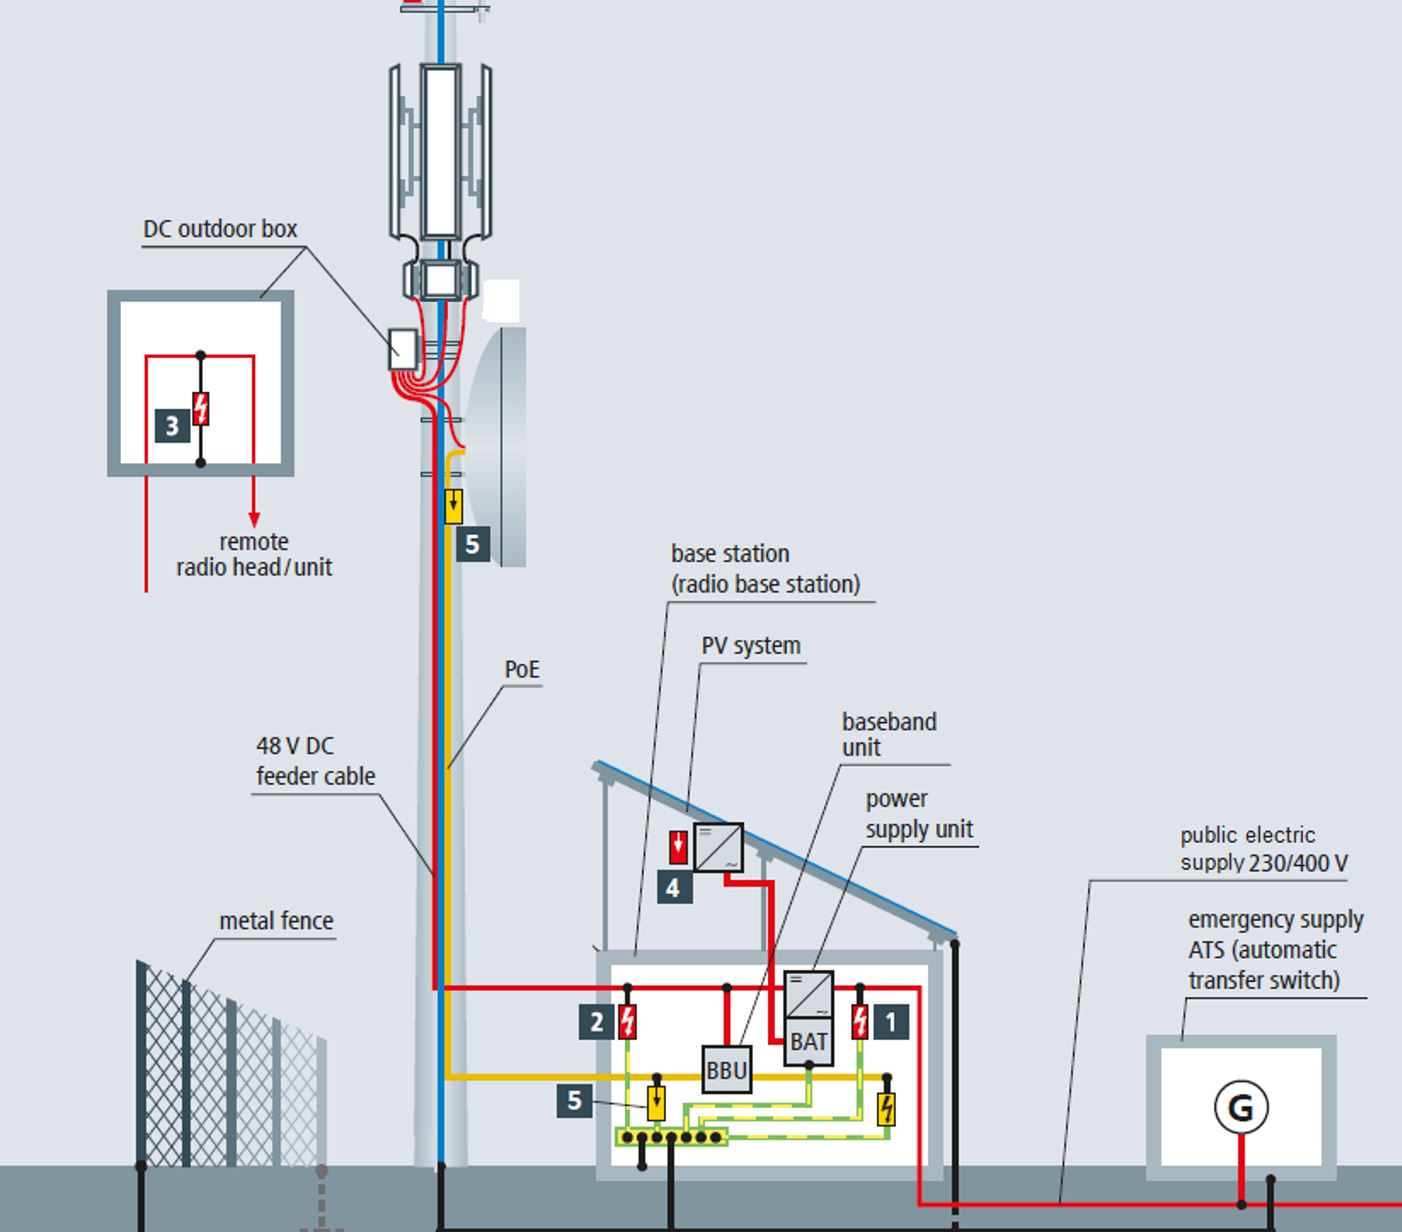 DC outdoor box
3
remote
radio head/unit
5
base station
(radio base station)
PV system
PoE
baseband
unit
48 V DC
feeder cable
power
supply unit
public electric
supply 230/400 V
4
metal fence
emergency supply
ATS (automatic
transfer switch)
2
1
BAT
BBU
5
G